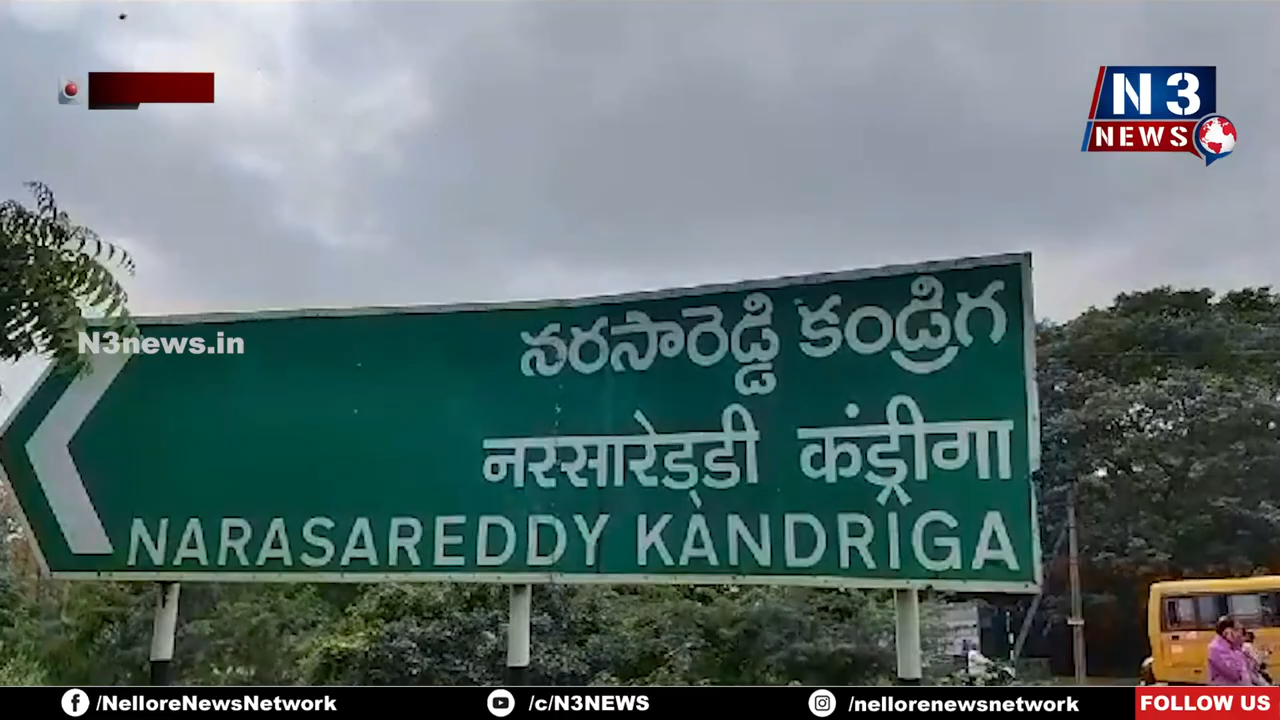 N3
NEWS
N3news.in
నరసారెడ్డి కండ్రిగ
नरसारेड्डी कंड्रीगा
NARASAREDDY KANDRIGA
/NelloreNewsNetwork
/c/N3NEWS
/nellorenewsnetwork
FOLLOW US